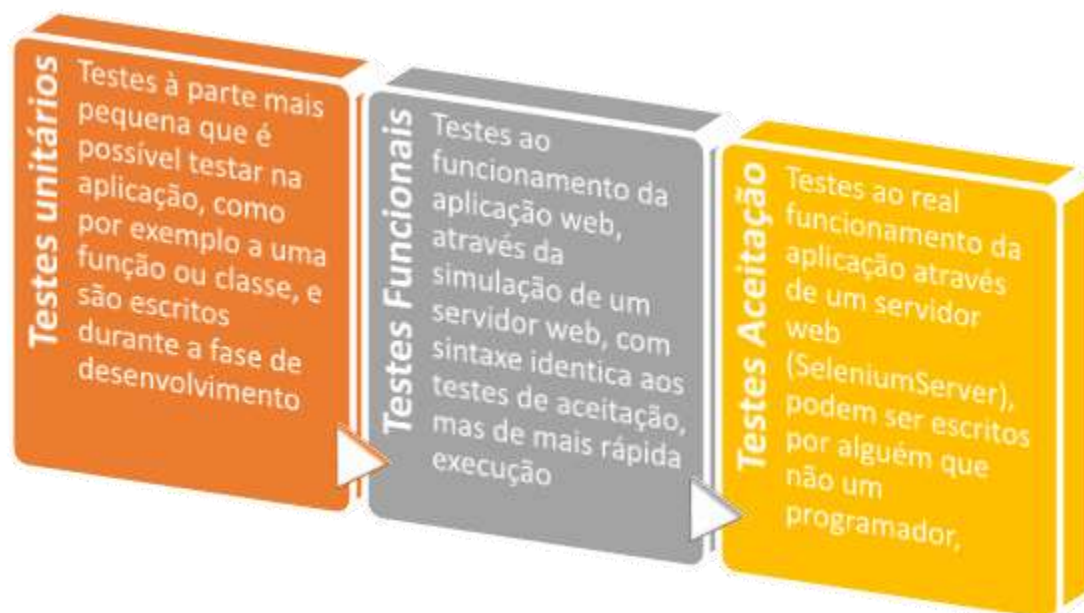 Testes unitários
Testes à parte mais
pequena que é
possível testar na
aplicação, como
por exemplo a uma
função ou classe, e
são escritos
durante a fase de
desenvolvimento
Testes Funcionais
Testes ao
funcionamento da
aplicação web,
através da
simulação de um
servidor web, com
sintaxe identica aos
testes de aceitação,
mas de mais rápida
execução
Testes Aceitação
Testes ao real
funcionamento da
aplicação através
de um servidor
web
(SeleniumServer),
podem ser escritos
por alguém que
não um
programador,